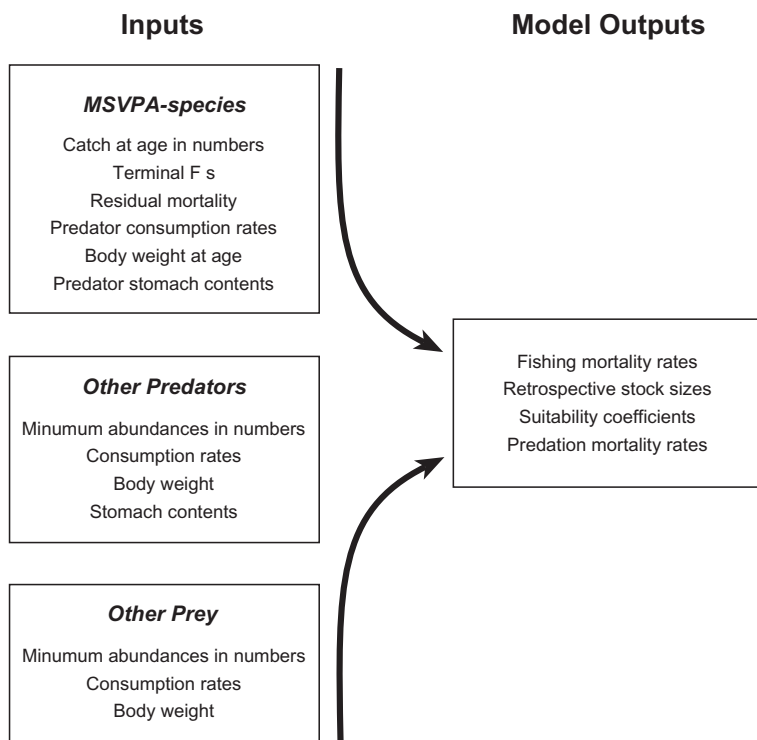 Inputs
MSVPA-species
Catch at age in numbers
Terminal F s
Residual mortality
Predator consumption rates
Body weight at age
Predator stomach contents
Other Predators
Minimum abundances in numbers
Consumption rates
Body weight
Stomach contents
Other Prey
Minimum abundances in numbers
Consumption rates
Body weight
Model Outputs
Fishing mortality rates
Retrospective stock sizes
Suitability coefficients
Predation mortality rates